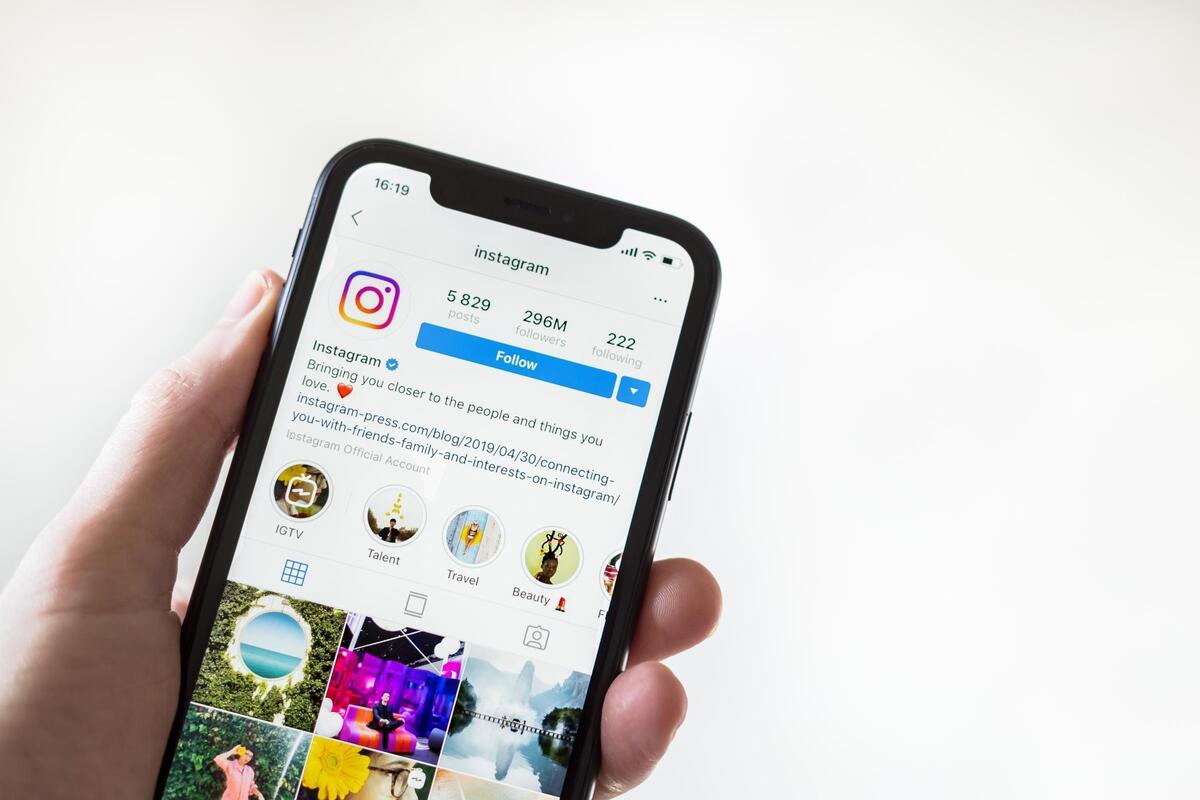 16:19
instagram
5 829
posts
296M
followers
222
following
Follow
Instagram
Bringing you closer to the people and things you
love. ❤️
instagram-press.com/blog/2019/04/30/connecting-
you-with-friends-family-and-interests-on-instagram/
Instagram Official Account
IGTV
Talent
Travel
Beauty 💄
F